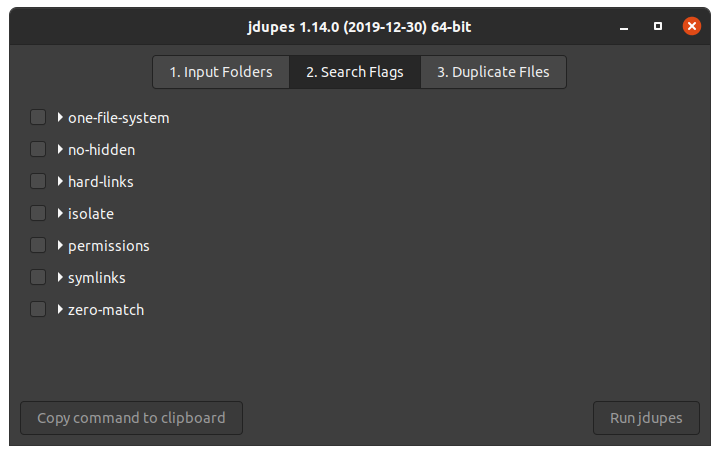 jdupes 1.14.0 (2019-12-30) 64-bit
1. Input Folders 2. Search Flags 3. Duplicate FIles
one-file-system
no-hidden
hard-links
isolate
permissions
symlinks
zero-match
Copy command to clipboard Run jdupes